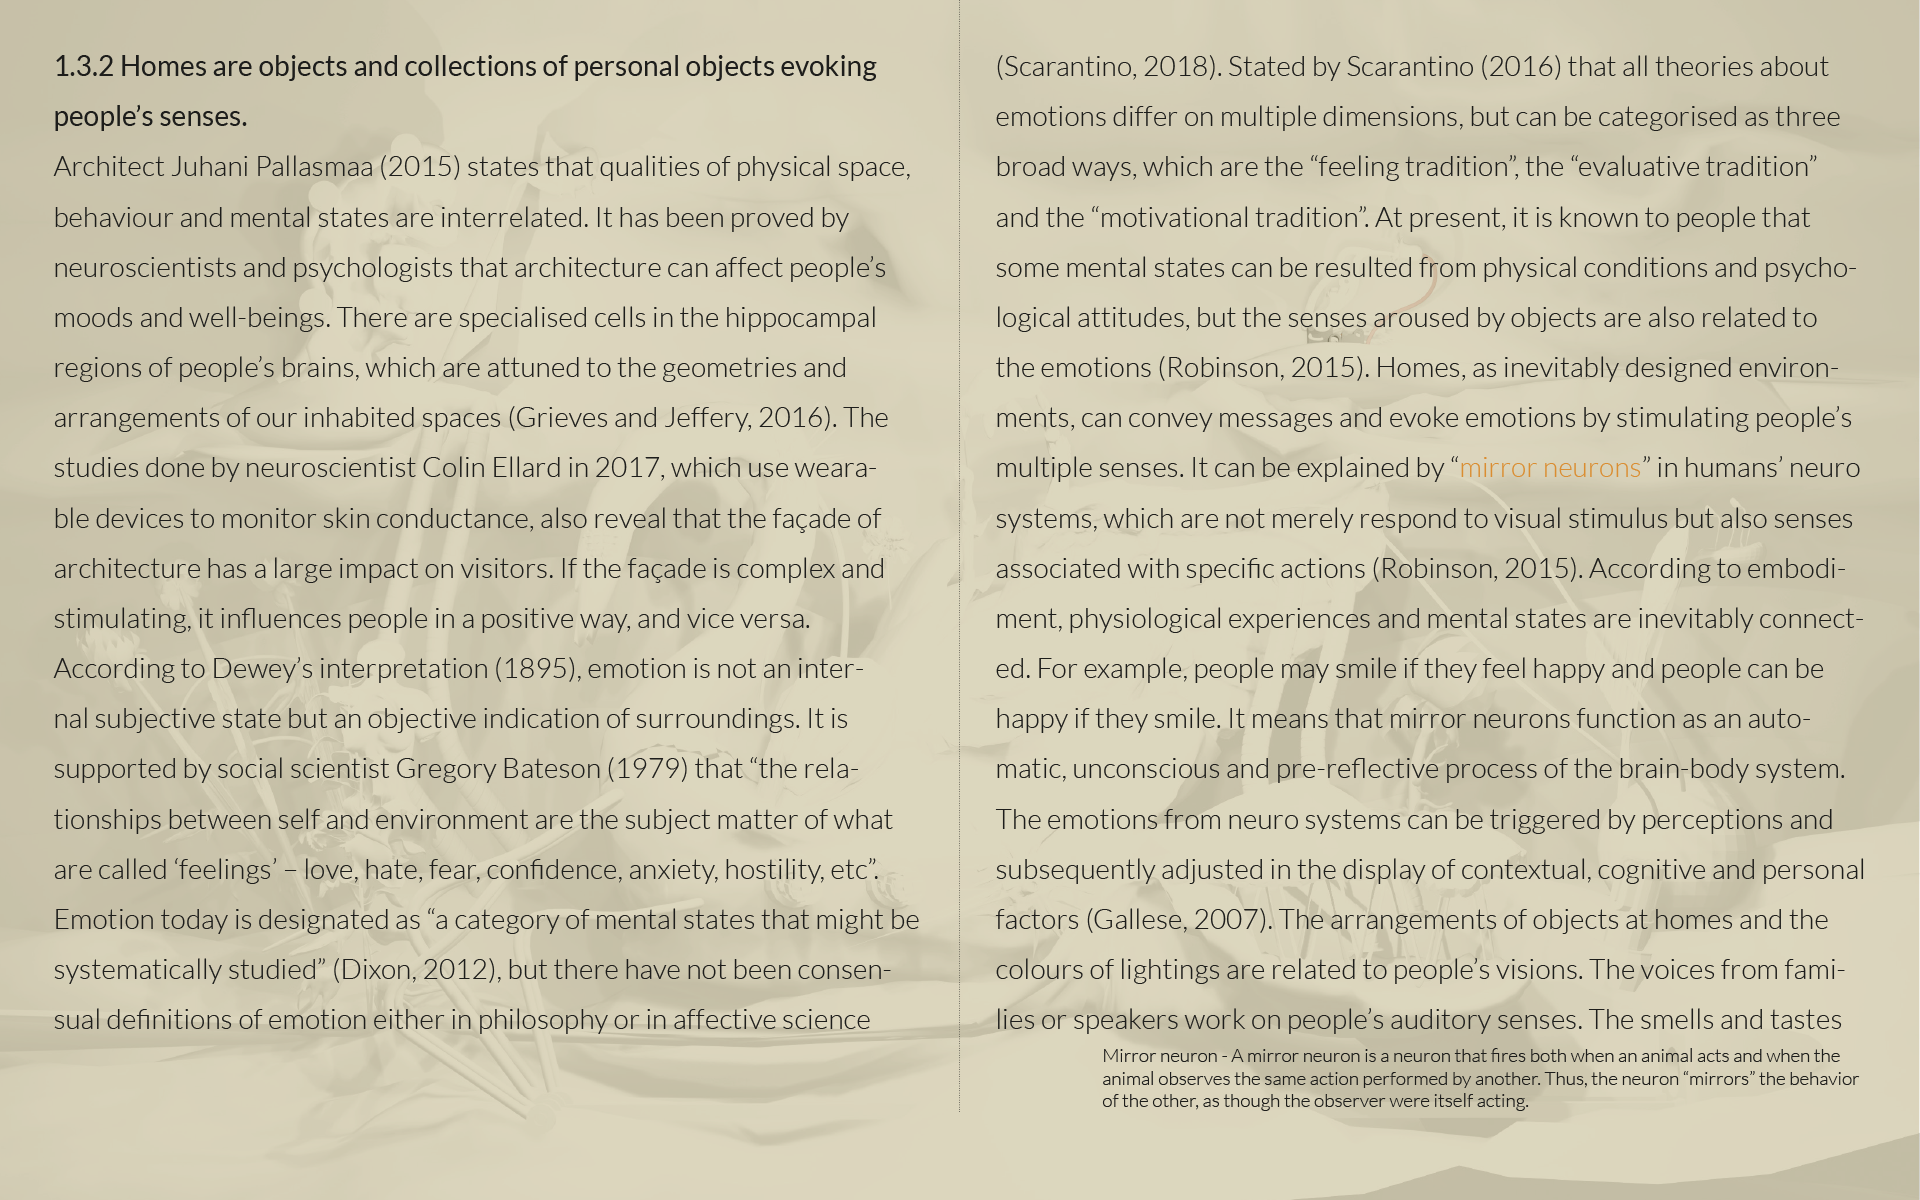 1.3.2 Homes are objects and collections of personal objects evoking
people’s senses.
Architect Juhani Pallasmaa (2015) states that qualities of physical space,
behaviour and mental states are interrelated. It has been proved by
neuroscientists and psychologists that architecture can affect people’s
moods and well-beings. There are specialised cells in the hippocampal
regions of people’s brains, which are attuned to the geometries and
arrangements of our inhabited spaces (Grieves and Jeffery, 2016). The
studies done by neuroscientist Colin Ellard in 2017, which use weara-
ble devices to monitor skin conductance, also reveal that the façade of
architecture has a large impact on visitors. If the façade is complex and
stimulating, it influences people in a positive way, and vice versa.
According to Dewey’s interpretation (1895), emotion is not an inter-
nal subjective state but an objective indication of surroundings. It is
supported by social scientist Gregory Bateson (1979) that “the rela-
tionships between self and environment are the subject matter of what
are called ‘feelings’ – love, hate, fear, confidence, anxiety, hostility, etc”.
Emotion today is designated as “a category of mental states that might be
systematically studied” (Dixon, 2012), but there have not been consen-
sual definitions of emotion either in philosophy or in affective science
(Scarantino, 2018). Stated by Scarantino (2016) that all theories about
emotions differ on multiple dimensions, but can be categorised as three
broad ways, which are the “feeling tradition”, the “evaluative tradition”
and the “motivational tradition”. At present, it is known to people that
some mental states can be resulted from physical conditions and psycho-
logical attitudes, but the senses aroused by objects are also related to
the emotions (Robinson, 2015). Homes, as inevitably designed environ-
ments, can convey messages and evoke emotions by stimulating people’s
multiple senses. It can be explained by “mirror neurons” in humans’ neuro
systems, which are not merely respond to visual stimulus but also senses
associated with specific actions (Robinson, 2015). According to embodi-
ment, physiological experiences and mental states are inevitably connect-
ed. For example, people may smile if they feel happy and people can be
happy if they smile. It means that mirror neurons function as an auto-
matic, unconscious and pre-reflective process of the brain-body system.
The emotions from neuro systems can be triggered by perceptions and
subsequently adjusted in the display of contextual, cognitive and personal
factors (Gallese, 2007). The arrangements of objects at homes and the
colours of lightings are related to people’s visions. The voices from fami-
lies or speakers work on people’s auditory senses. The smells and tastes
Mirror neuron - A mirror neuron is a neuron that fires both when an animal acts and when the
animal observes the same action performed by another. Thus, the neuron “mirrors” the behavior
of the other, as though the observer were itself acting.